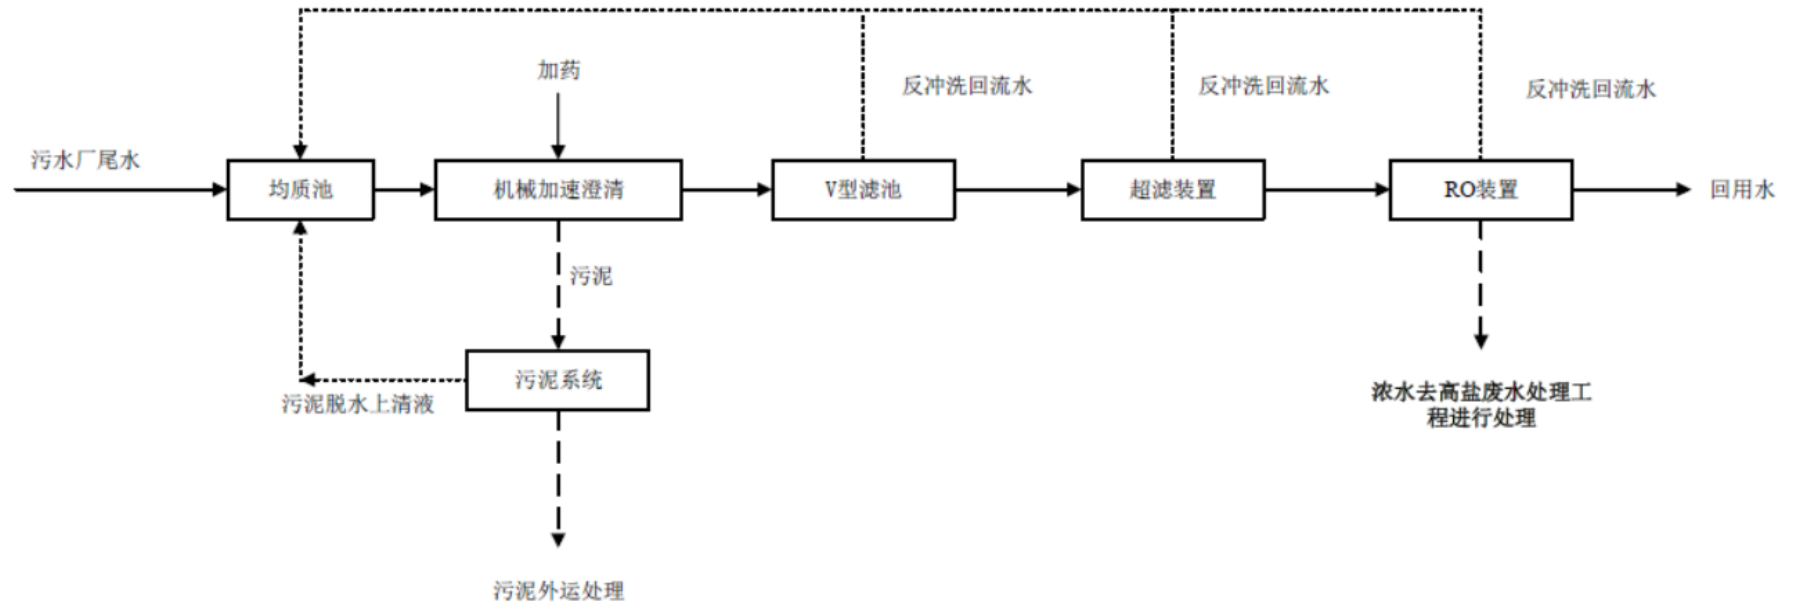 加药
反冲洗回流水
反冲洗回流水
反冲洗回流水
污水厂尾水
均质池
机械加速澄清
V型滤池
超滤装置
RO装置
回用水
污泥
污泥系统
污泥脱水上清液
浓水去高盐废水处理工
程进行处理
污泥外运处理